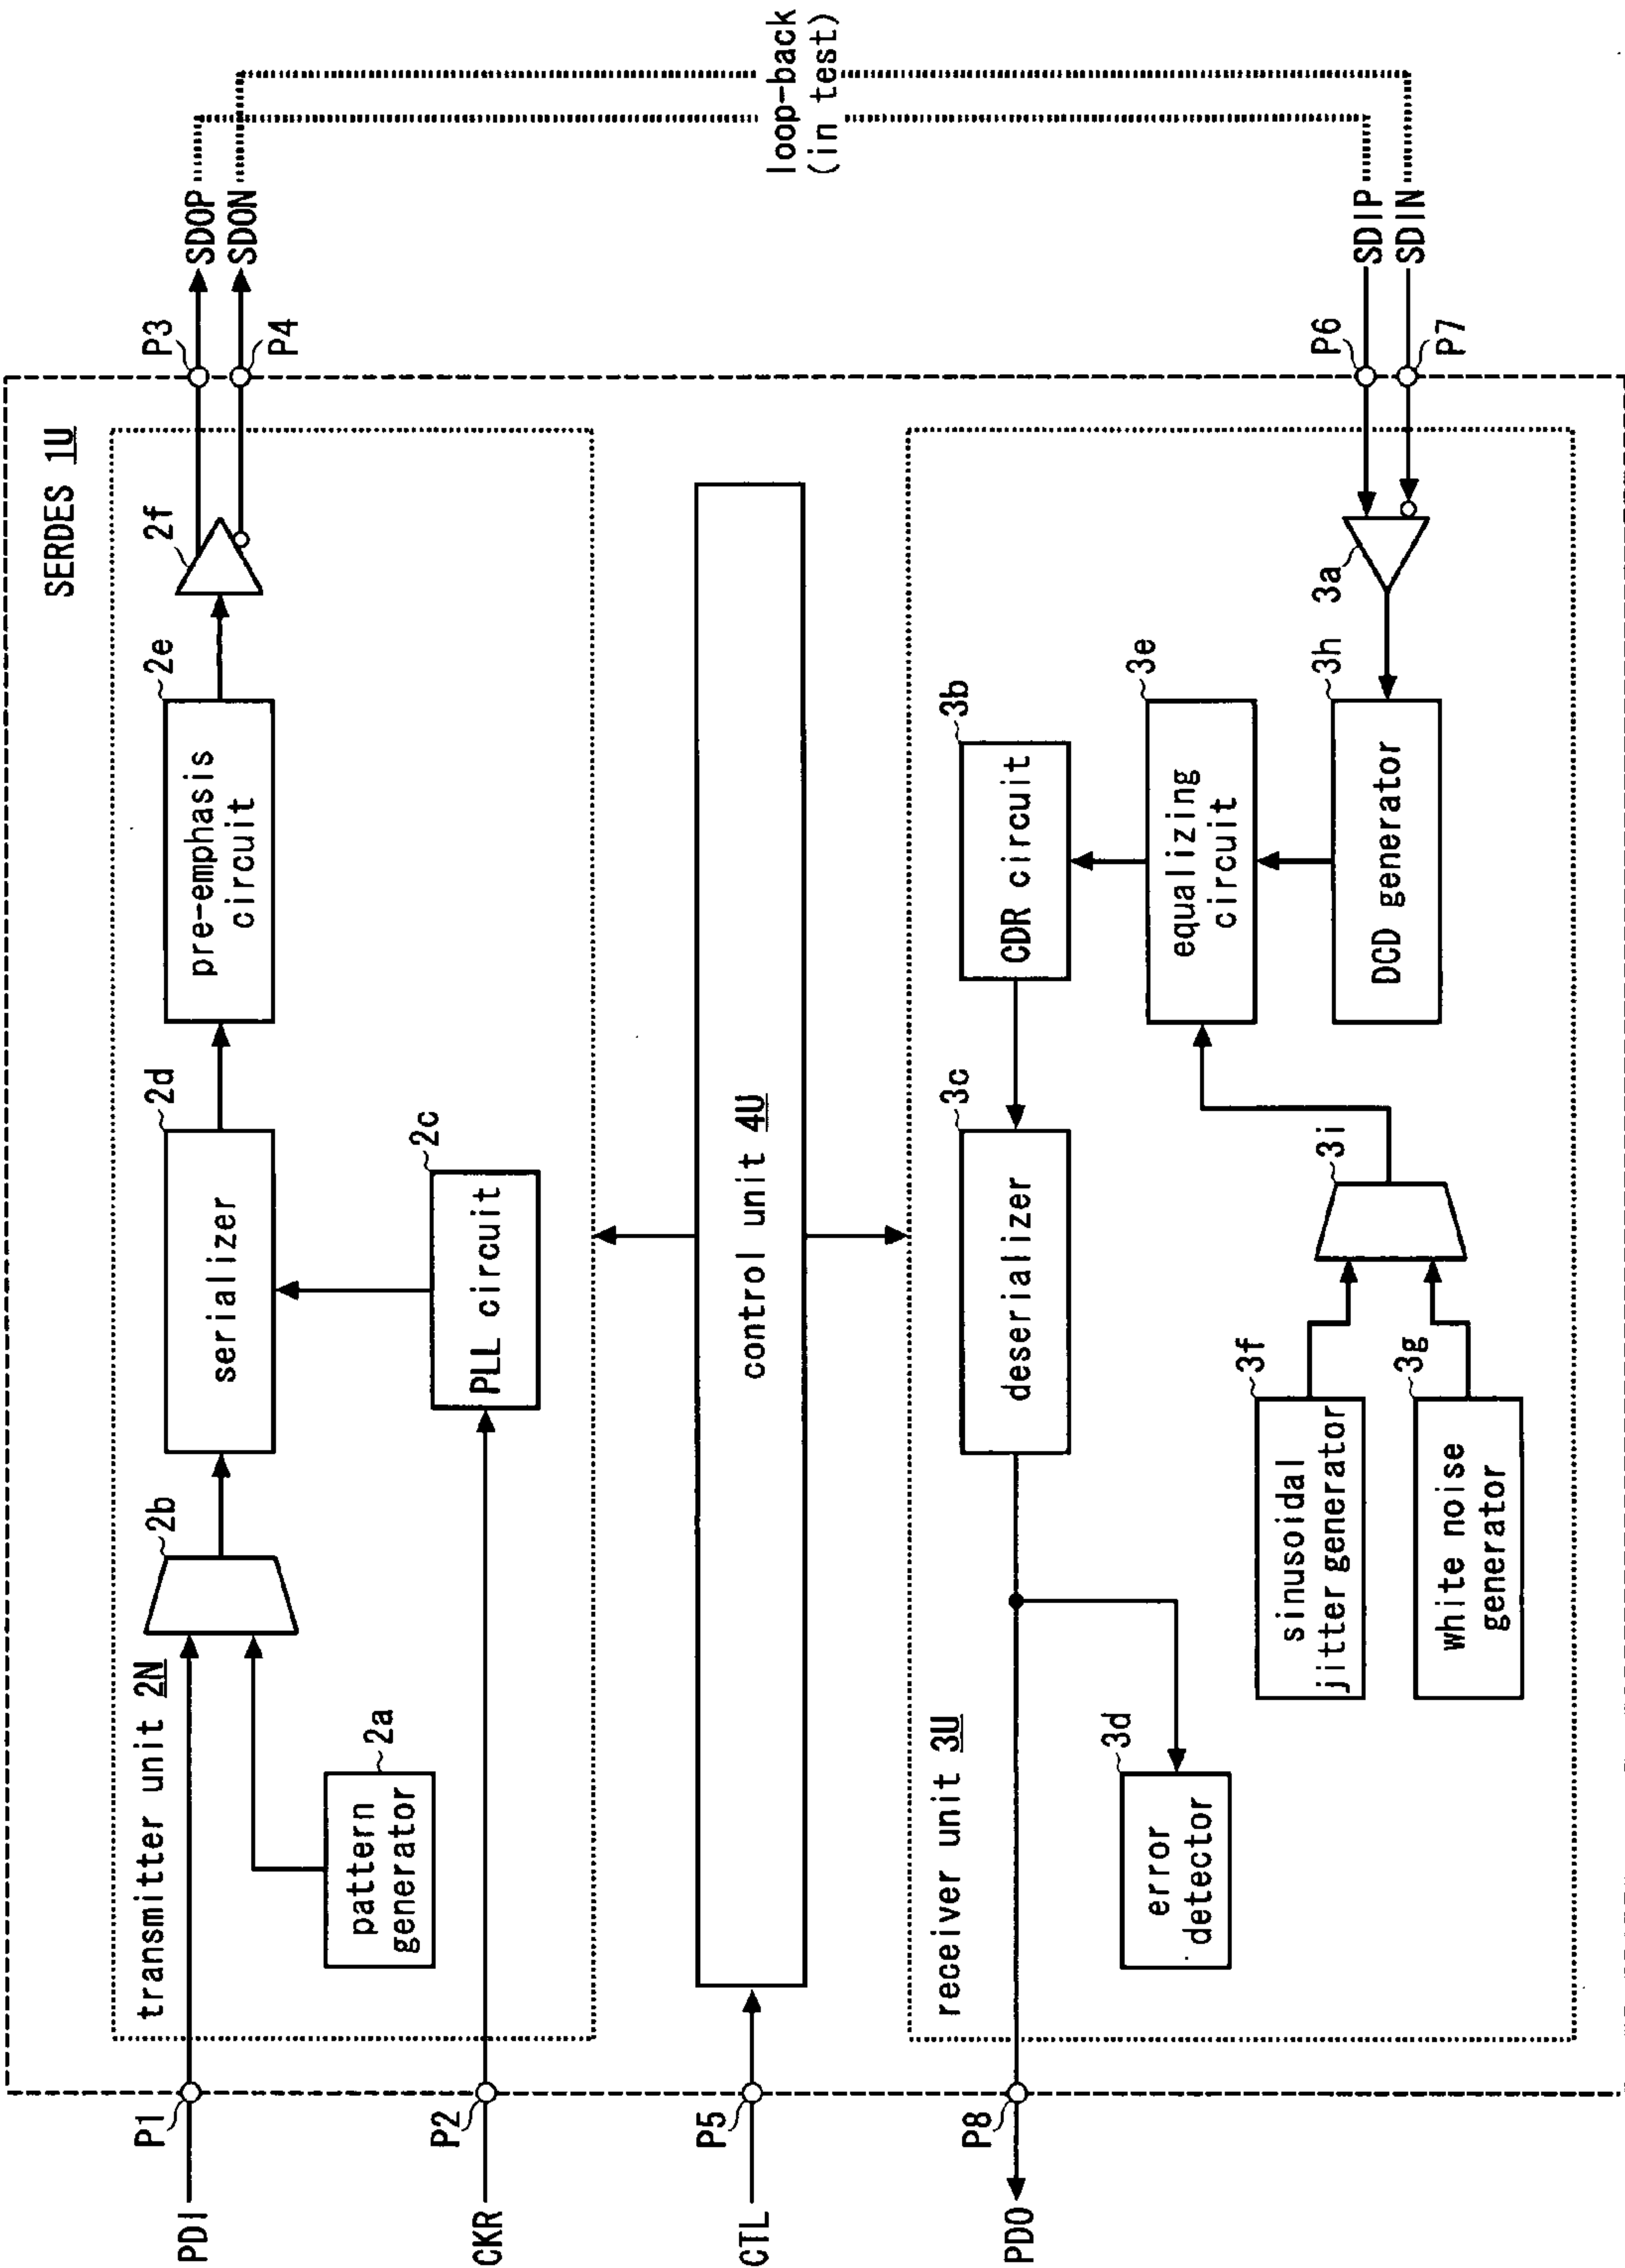 SERDES 1U
transmitter unit 2N
PDI
P1
2b
2d
serializer
2e
pre-emphasis
circuit
2f
P3
SDOP
SDON
P4
2a
pattern
generator
CKR
P2
2c
PLL circuit
CTL
P5
control unit 4U
loop-back
(in test)
receiver unit 3U
PDO
P8
3c
deserializer
3b
CDR circuit
3d
error
detector
3e
equalizing
circuit
3a
P6
SDIP
SDIN
P7
3f
sinusoidal
jitter generator
3g
white noise
generator
3i
3h
DCD generator